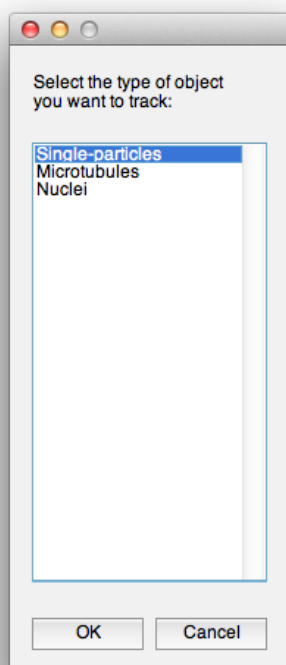 Select the type of object
you want to track:
Single-particles
Microtubules
Nuclei
OK
Cancel